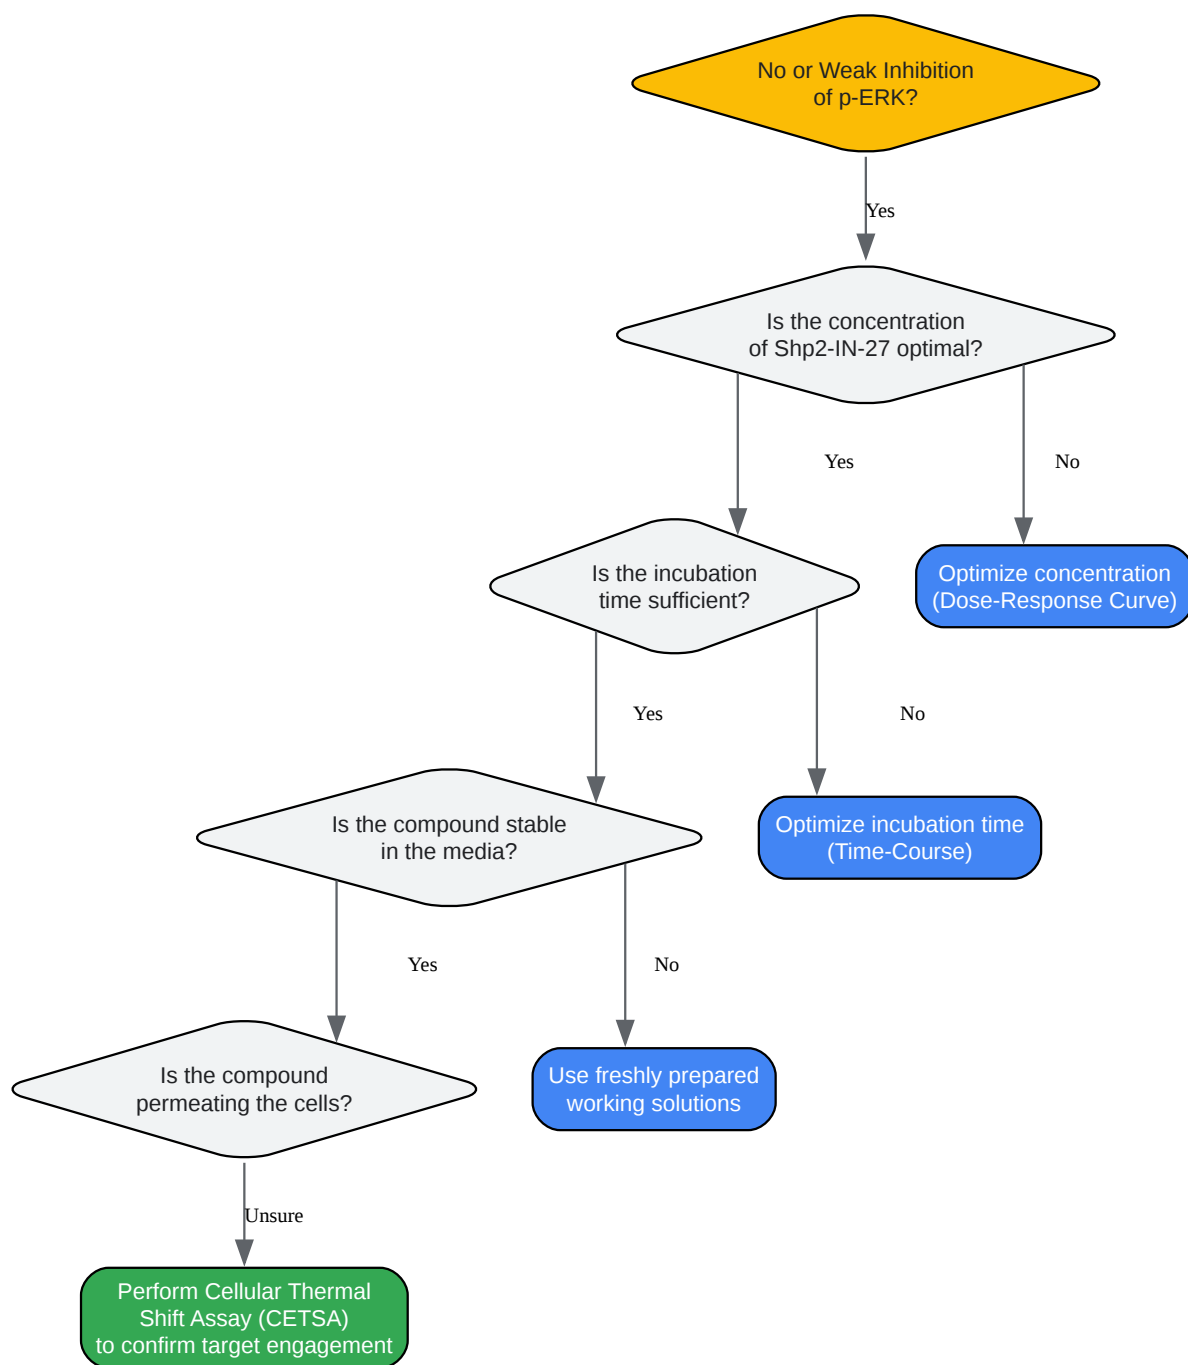 No or Weak Inhibition
of p-ERK?
Yes
Is the concentration
of Shp2-IN-27 optimal?
Yes
No
Is the incubation
time sufficient?
Optimize concentration
(Dose-Response Curve)
Yes
No
Is the compound stable
in the media?
Optimize incubation time
(Time-Course)
Yes
No
Is the compound
permeating the cells?
Use freshly prepared
working solutions
Unsure
Perform Cellular Thermal
Shift Assay (CETSA)
to confirm target engagement